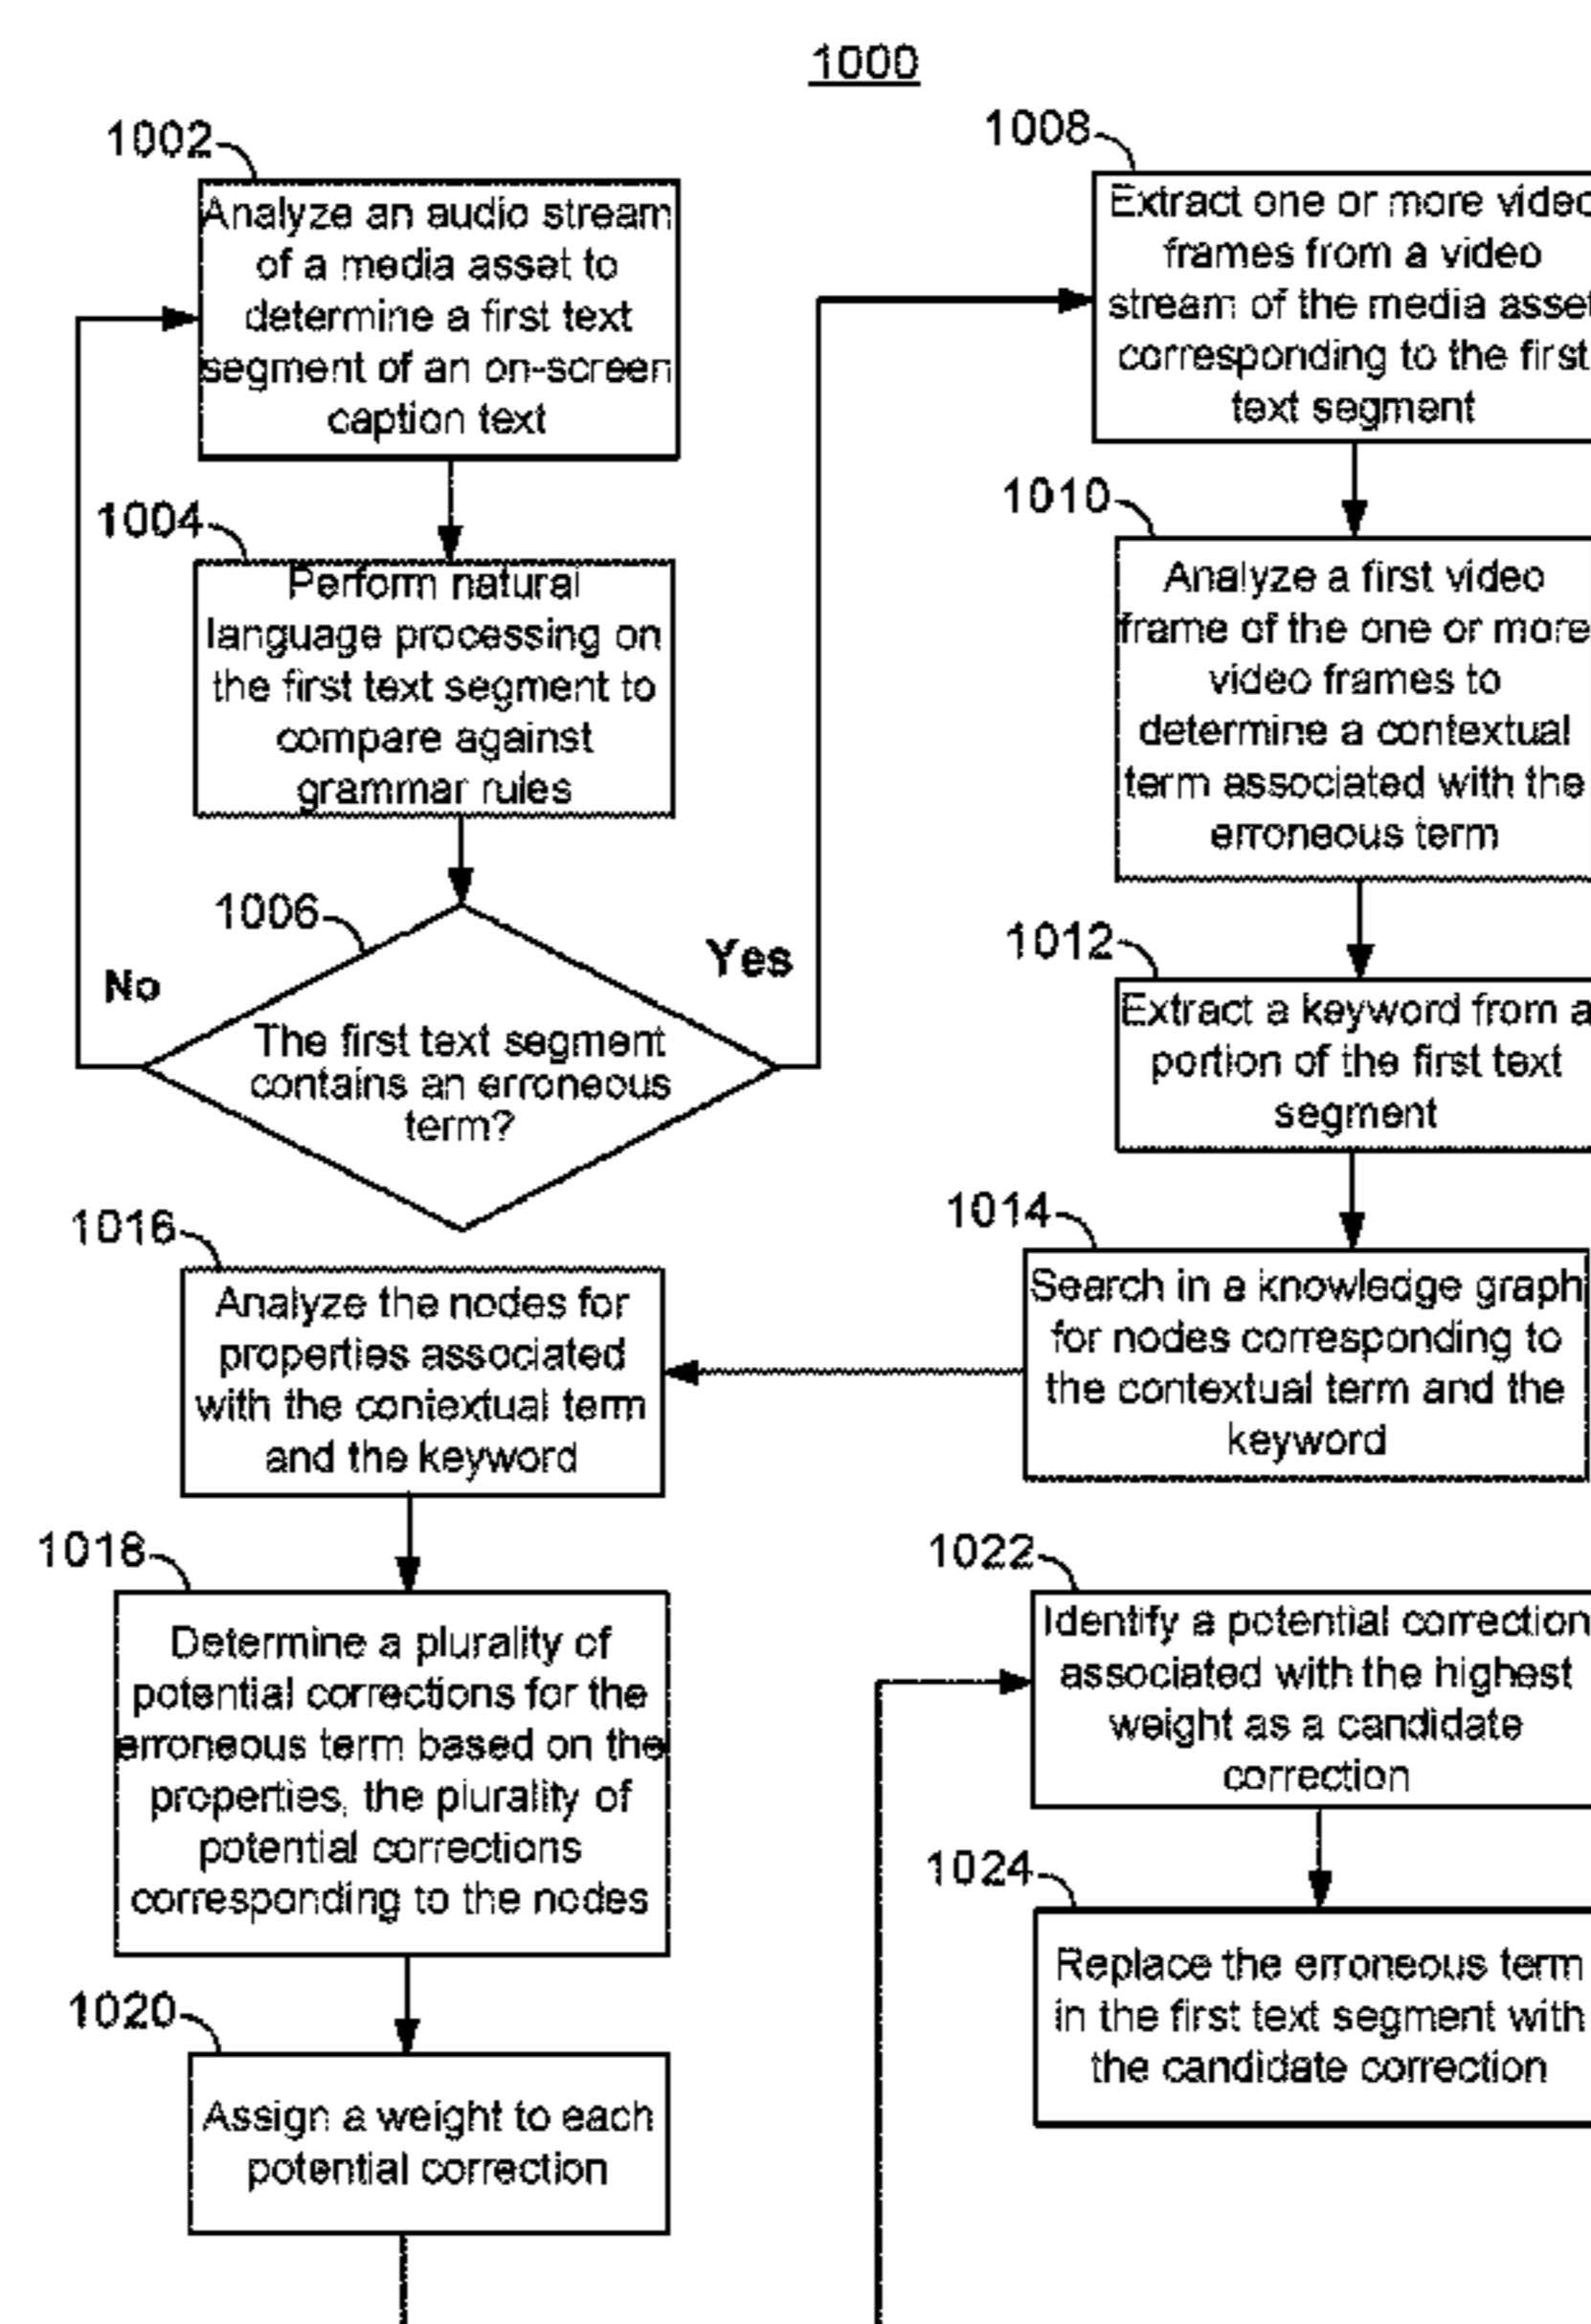 1000
1002
Analyze an audio stream
of a media asset to
determine a first text
segment of an on-screen
caption text
1004
Perform natural
language processing on
the first text segment to
compare against
grammar rules
1006
No
Yes
The first text segment
contains an erroneous
term?
1008
Extract one or more video
frames from a video
stream of the media asset
corresponding to the first
text segment
1010
Analyze a first video
frame of the one or more
video frames to
determine a contextual
term associated with the
erroneous term
1012
Extract a keyword from a
portion of the first text
segment
1014
Search in a knowledge graph
for nodes corresponding to
the contextual term and the
keyword
1016
Analyze the nodes for
properties associated
with the contextual term
and the keyword
1018
Determine a plurality of
potential corrections for the
erroneous term based on the
properties, the plurality of
potential corrections
corresponding to the nodes
1020
Assign a weight to each
potential correction
1022
Identify a potential correction
associated with the highest
weight as a candidate
correction
1024
Replace the erroneous term
in the first text segment with
the candidate correction